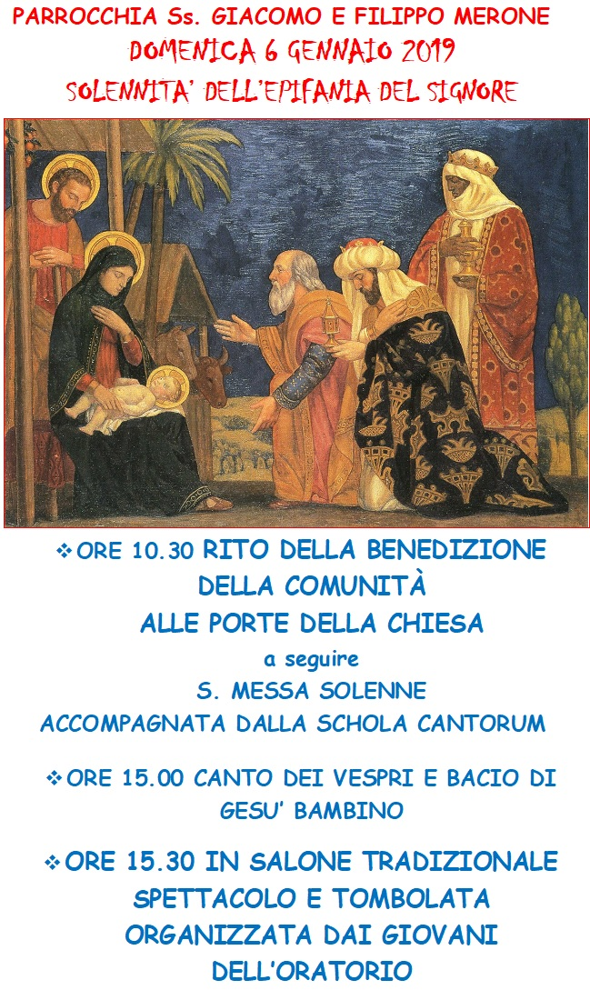 PARROCCHIA Ss. GIACOMO E FILIPPO MERONE
DOMENICA 6 GENNAIO 2019
SOLENNITA’ DELL’EPIFANIA DEL SIGNORE
❖ORE 10.30 RITO DELLA BENEDIZIONE
DELLA COMUNITÀ
ALLE PORTE DELLA CHIESA
a seguire
S. MESSA SOLENNE
ACCOMPAGNATA DALLA SCHOLA CANTORUM
❖ORE 15.00 CANTO DEI VESPRI E BACIO DI
GESU’ BAMBINO
❖ORE 15.30 IN SALONE TRADIZIONALE
SPETTACOLO E TOMBOLATA
ORGANIZZATA DAI GIOVANI
DELL’ORATORIO